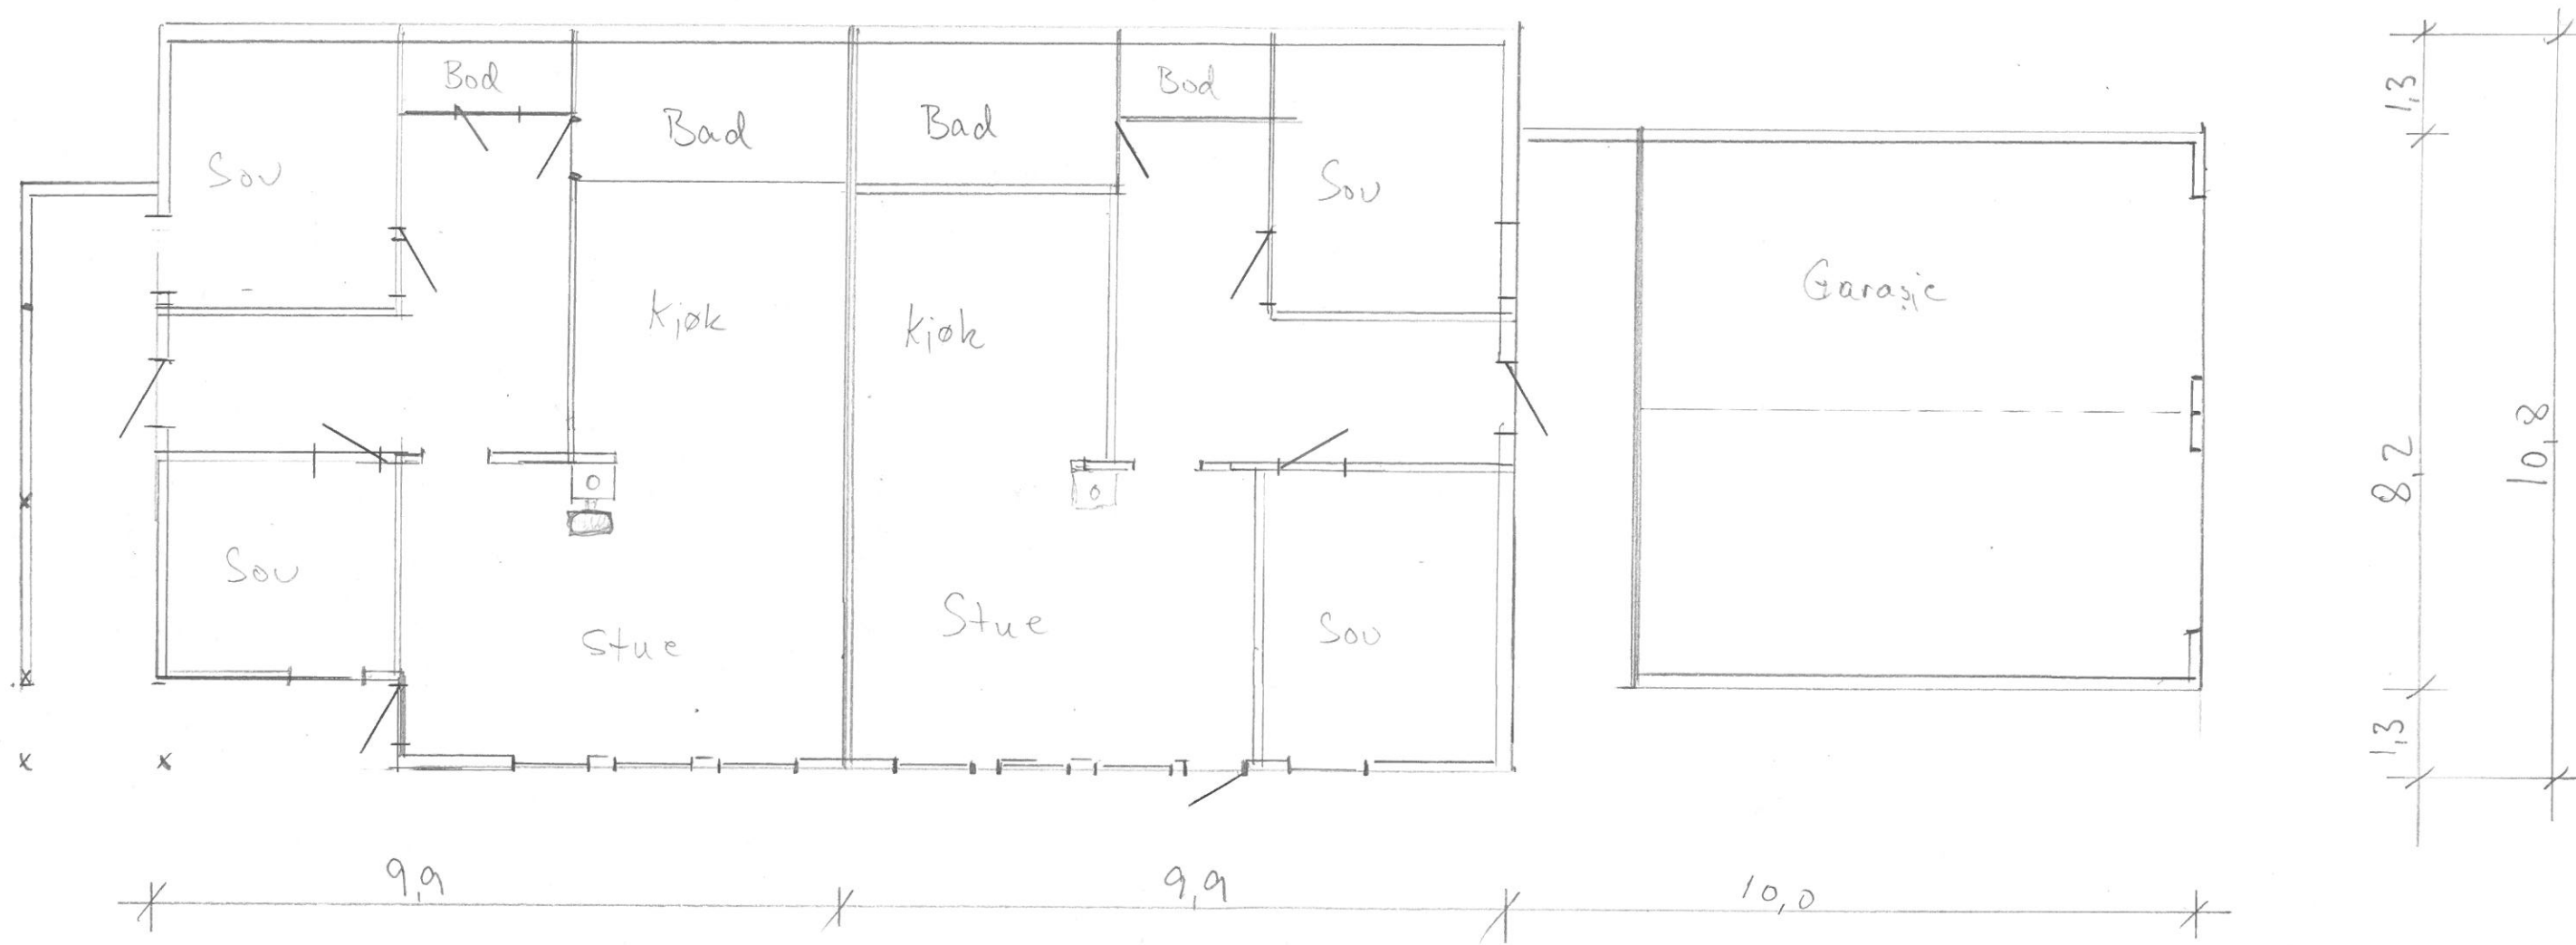 Bod
Bod
Bad
Bad
Sov
Sov
Kjøk
Kjøk
Garasje
Sov
Stue
Stue
Sov
1,3
8,2
10,8
1,3
9,9
9,9
10,0